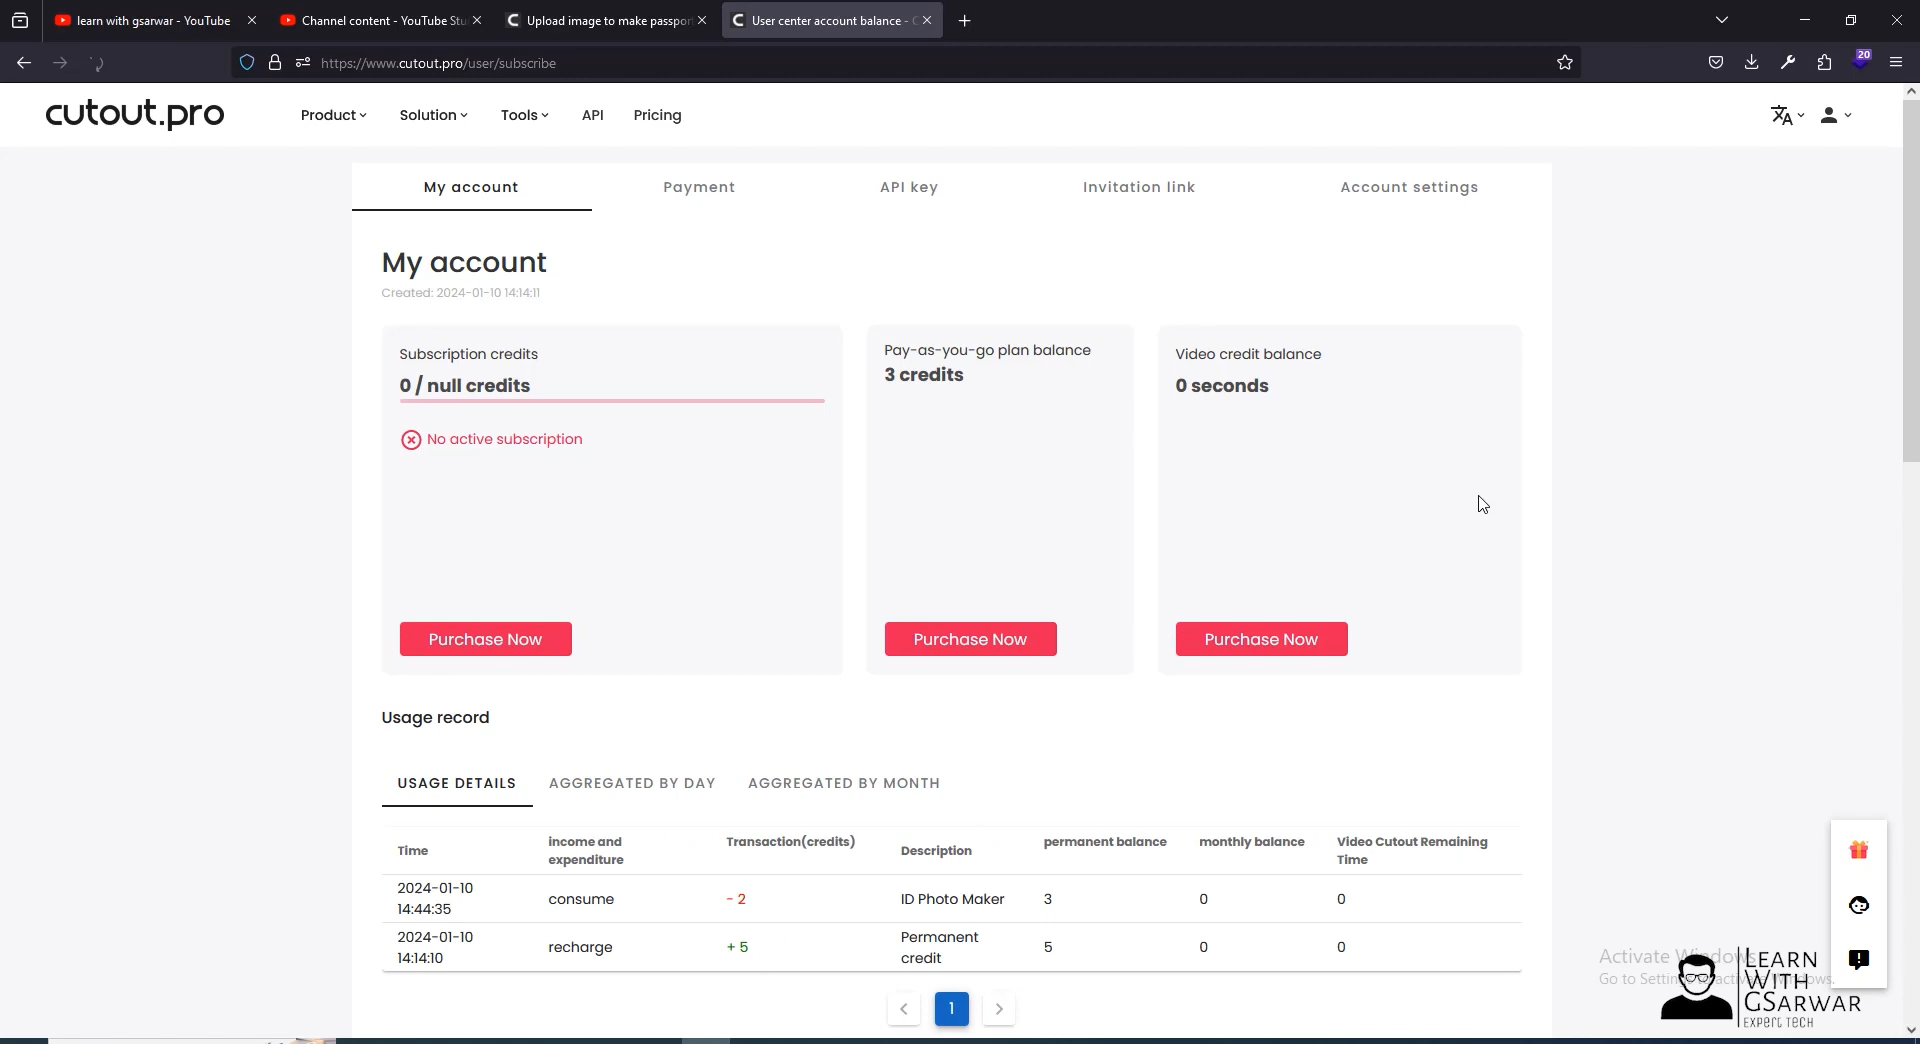 learn with gsarwar - YouTube
Channel content - YouTube Stu
Upload image to make passpor
User center account balance - C
https://www.cutout.pro/user/subscribe
20
cutout.pro
Product
Solution
Tools
API
Pricing
My account
Payment
API key
Invitation link
Account settings
My account
Created: 2024-01-10 14:14:11
Subscription credits
0 / null credits
No active subscription
Purchase Now
Pay-as-you-go plan balance
3 credits
Purchase Now
Video credit balance
0 seconds
Purchase Now
Usage record
USAGE DETAILS
AGGREGATED BY DAY
AGGREGATED BY MONTH
Time
income and
expenditure
Transaction(credits)
Description
permanent balance
monthly balance
Video Cutout Remaining
Time
2024-01-10
14:44:35
consume
- 2
ID Photo Maker
3
0
0
2024-01-10
14:14:10
recharge
+ 5
Permanent
credit
5
0
0
1
Activate Windows
Go to Settings to activate Windows.
LEARN
WITH
GSARWAR
EXPERT TECH